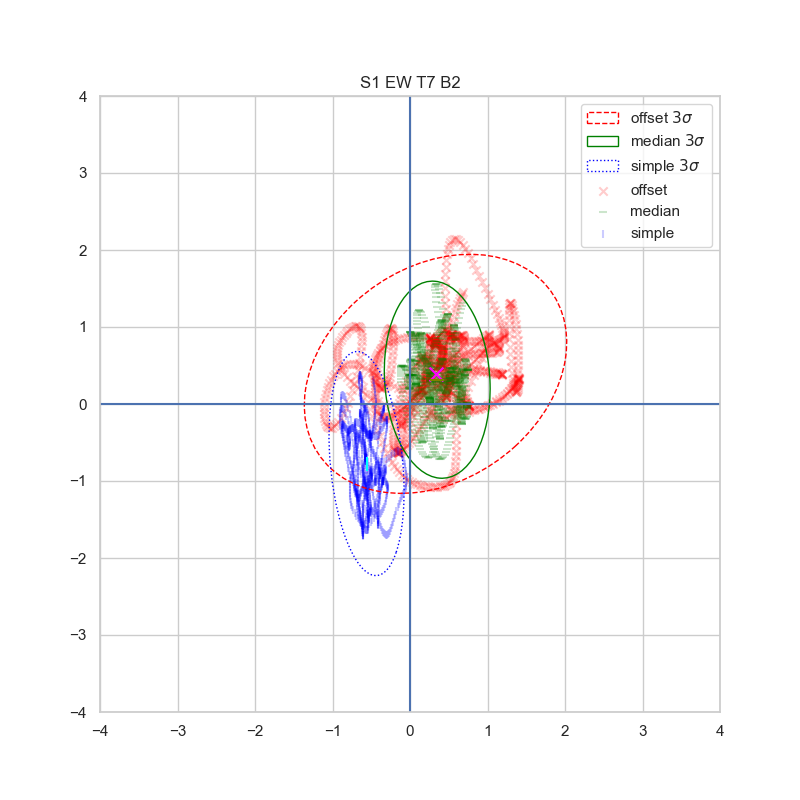 S1 EW T7 B2
4
3
2
1
0
−1
−2
−3
−4
−4
−3
−2
−1
0
1
2
3
4
offset 3σ
median 3σ
simple 3σ
offset
median
simple